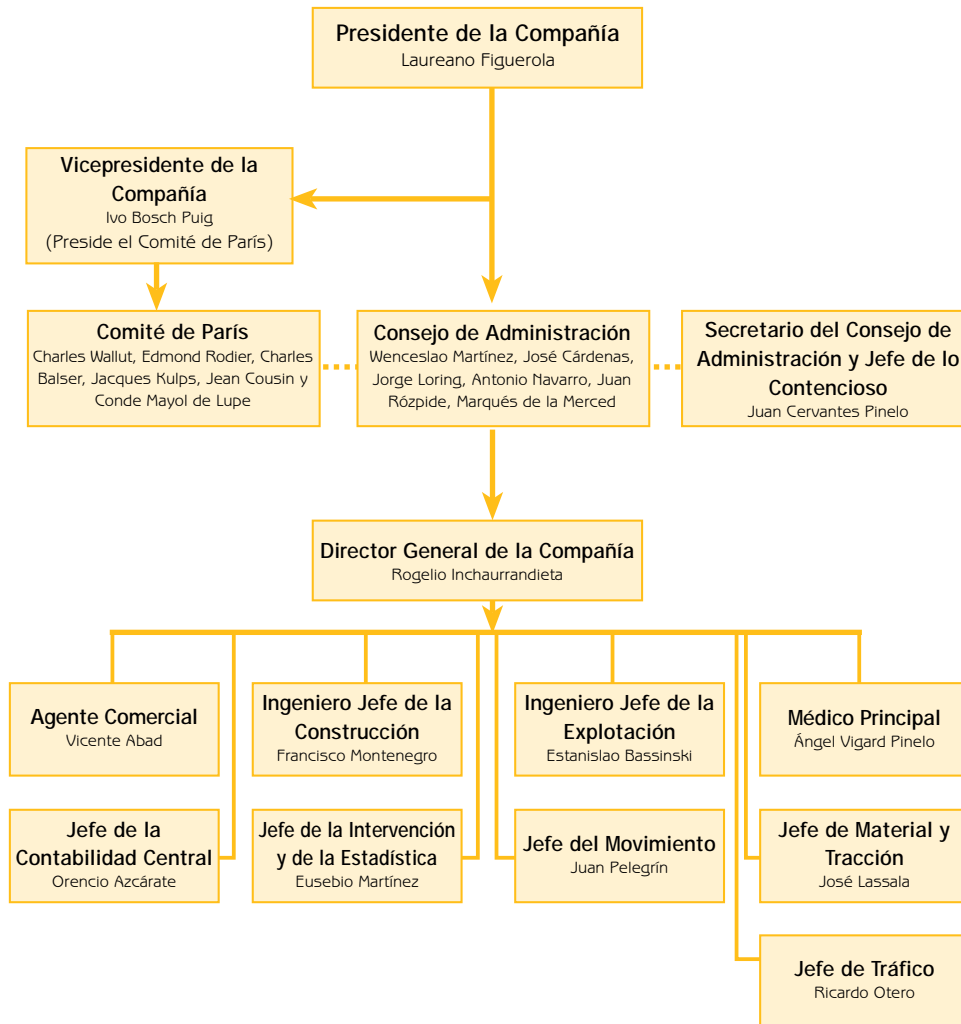 Presidente de la Compañía
Laureano Figuerola
Vicepresidente de la
Compañía
Ivo Bosch Puig
(Preside el Comité de París)
Comité de París
Charles Wallut, Edmond Rodier, Charles
Balser, Jacques Kulps, Jean Cousin y
Conde Mayol de Lupe
Consejo de Administración
Wenceslao Martínez, José Cárdenas,
Jorge Loring, Antonio Navarro, Juan
Rózpide, Marqués de la Merced
Secretario del Consejo de
Administración y Jefe de lo
Contencioso
Juan Cervantes Pinelo
Director General de la Compañía
Rogelio Inchaurrandieta
Agente Comercial
Vicente Abad
Ingeniero Jefe de la
Construcción
Francisco Montenegro
Ingeniero Jefe de la
Explotación
Estanislao Bassinski
Médico Principal
Ángel Vigard Pinelo
Jefe de la
Contabilidad Central
Orencio Azcárate
Jefe de la Intervención
y de la Estadística
Eusebio Martínez
Jefe del Movimiento
Juan Pelegrín
Jefe de Material y
Tracción
José Lassala
Jefe de Tráfico
Ricardo Otero